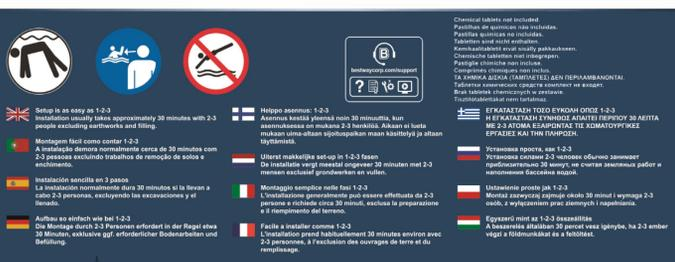 Chemical tablets not included.
Pastilhas de químicos não incluídas.
Pastillas químicas no incluidas.
Tabletten sind nicht enthalten.
Kemikaalitabletit eivät sisälly pakkaukseen.
Chemische tabletten niet inbegrepen.
Pastiglie chimiche non incluse.
Comprimés chimiques non inclus.
ΤΑ ΧΗΜΙΚΑ ΔΙΣΚΙΑ (ΤΑΜΠΛΕΤΕΣ) ΔΕΝ ΠΕΡΙΛΑΜΒΑΝΟΝΤΑΙ.
Таблетки химических средств комплект не входят.
Brak tabletek chemicznych w zestawie.
Tisztítótablettákat nem tartalmaz.
bestwaycorp.com/support
Setup is as easy as 1-2-3
Installation usually takes approximately 30 minutes with 2-3
people excluding earthworks and filling.
Montagem fácil como contar 1-2-3
A instalação demora normalmente cerca de 30 minutos com
2-3 pessoas excluindo trabalhos de remoção de solos e
enchimento.
Instalación sencilla en 3 pasos
La instalación normalmente dura 30 minutos si la llevan a
cabo 2-3 personas, excluyendo las excavaciones y el
llenado.
Aufbau so einfach wie bei 1-2-3
Die Montage durch 2-3 Personen erfordert in der Regel etwa
30 Minuten, exklusive ggf. erforderlicher Bodenarbeiten und
Befüllung.
Helppo asennus: 1-2-3
Asennus kestää yleensä noin 30 minuuttia, kun
asennuksessa on mukana 2-3 henkilöä. Aikaan ei lueta
mukaan uima-altaan sijoituspaikan maan käsittelyä ja altaan
täyttämistä.
Uiterst makkelijke set-up in 1-2-3 fasen
De installatie vergt meestal ongeveer 30 minuten met 2-3
mensen exclusief grondwerken en vullen.
Montaggio semplice nelle fasi 1-2-3
L'installazione generalmente può essere effettuata da 2-3
persone e richiede circa 30 minuti, esclusa la preparazione
e il riempimento del terreno.
Facile à installer comme 1-2-3
L'installation prend habituellement 30 minutes environ avec
2-3 personnes, à l'exclusion des ouvrages de terre et du
remplissage.
ΕΓΚΑΤΑΣΤΑΣΗ ΤΟΣΟ ΕΥΚΟΛΗ ΟΠΩΣ 1-2-3
Η ΕΓΚΑΤΑΣΤΑΣΗ ΣΥΝΗΘΩΣ ΑΠΑΙΤΕΙ ΠΕΡΙΠΟΥ 30 ΛΕΠΤΑ
ΜΕ 2-3 ΑΤΟΜΑ ΕΞΑΙΡΩΝΤΑΣ ΤΙΣ ΧΩΜΑΤΟΥΡΓΙΚΕΣ
ΕΡΓΑΣΙΕΣ ΚΑΙ ΤΗΝ ΠΛΗΡΩΣΗ.
Установка проста, как 1-2-3
Установка силами 2-3 человек обычно занимает
приблизительно 30 минут, не считая земляных работ и
наполнения бассейна водой.
Ustawienie proste jak 1-2-3
Montaż zazwyczaj zajmuje około 30 minut i wymaga 2-3
osób, z wyłączeniem prac ziemnych i napełniania.
Egyszerű mint az 1-2-3 összeállítás
A beszerelés általában 30 percet vesz igénybe, ha 2-3 ember
végzi a földmunkákat és a feltöltést.